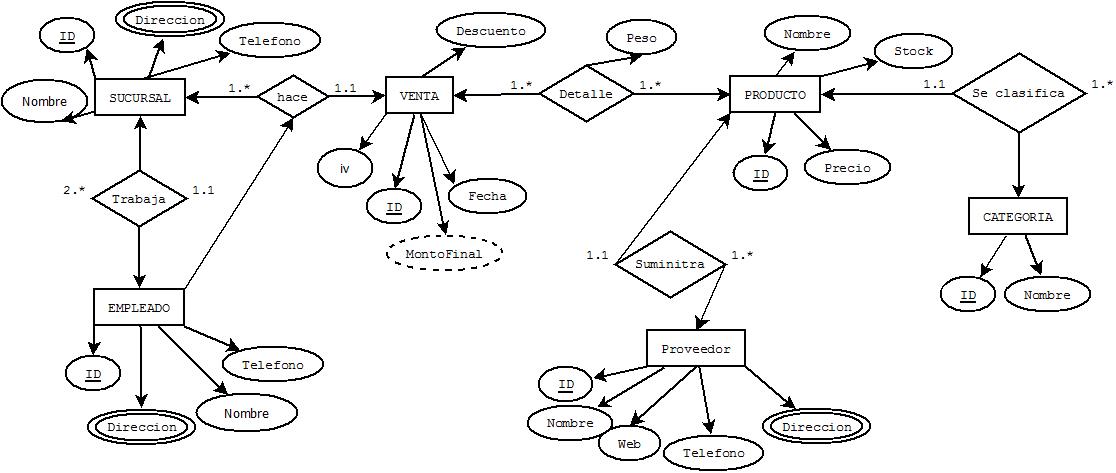 Direccion
ID
Telefono
Nombre
SUCURSAL
1.*
hace
1.1
VENTA
Descuento
iv
ID
Fecha
MontoFinal
1.*
Detalle
1.*
Peso
PRODUCTO
Nombre
Stock
ID
Precio
1.1
Se clasifica
1.*
CATEGORIA
ID
Nombre
2.*
Trabaja
1.1
EMPLEADO
ID
Telefono
Nombre
Direccion
1.1
Suminitra
1.*
Proveedor
ID
Nombre
Web
Telefono
Direccion